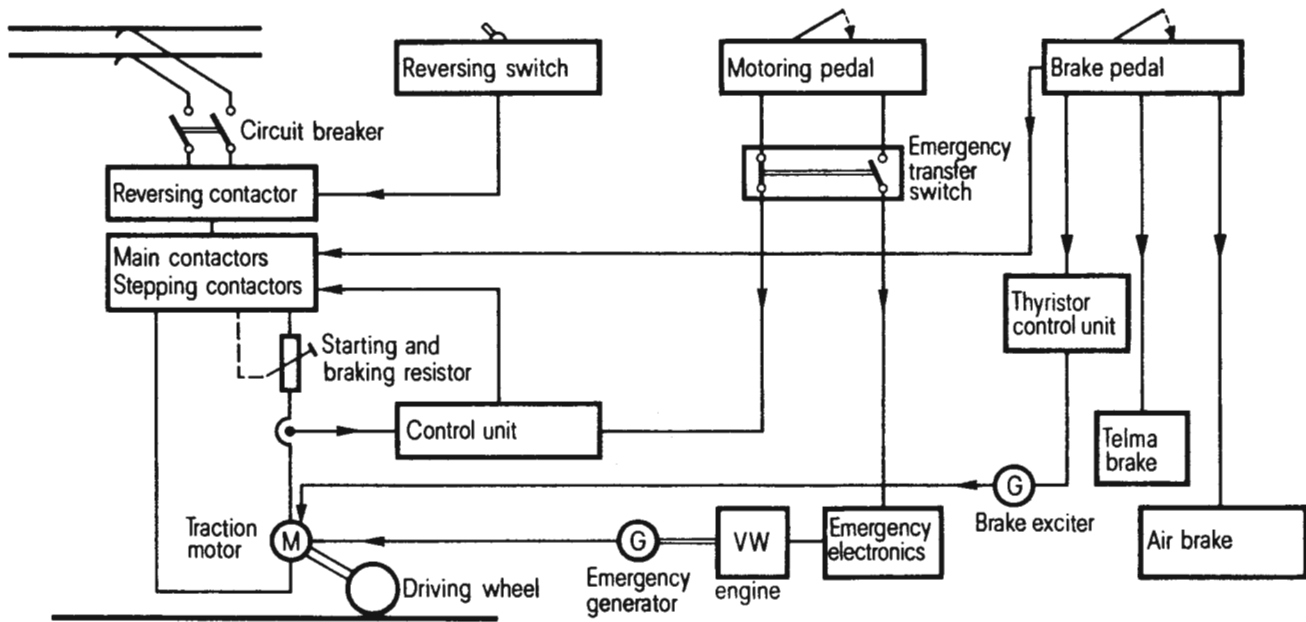 Reversing switch
Motoring pedal
Brake pedal
Circuit breaker
Emergency
transfer
switch
Reversing contactor
Main contactors
Stepping contactors
Thyristor
control unit
Starting and
braking resistor
Control unit
Telma
brake
G
Brake exciter
Traction
motor
M
G
VW
Emergency
electronics
Air brake
Emergency
generator
engine
Driving wheel